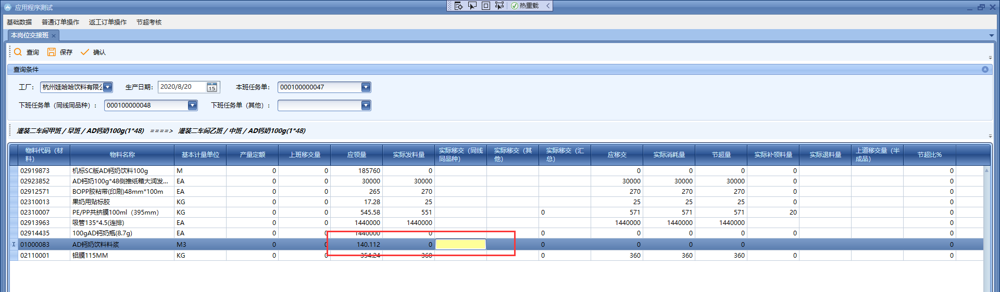 应用程序测试
热重载
基础数据 普通订单操作 返工订单操作 节超考核
本岗位交接班
查询 保存 确认
查询条件
工厂： 杭州娃哈哈饮料有限公 生产日期： 2020/8/20 15 本班任务单： 000100000047
下班任务单（同线同品种）： 000100000048 下班任务单（其他）：
灌装二车间甲班 / 早班 / AD钙奶100g(1*48) ====> 灌装二车间乙班 / 中班 / AD钙奶100g(1*48)
物料代码（材料） 物料名称 基本计量单位 产量定额 上班移交量 应领量 实际发料量 实际移交（同线同品种） 实际移交（其他） 实际移交（汇总） 应移交 实际消耗量 节超量 实际补领料量 实际退料量 上道移交量（半成品） 节超比%
02919873 机标SC版AD钙奶饮料100g M 0 0 185760 0 0 0 0 0 0
02923852 AD钙奶100g*48侧推纸箱大润发... EA 0 0 30000 30000 30000 30000 30000 0 0
02912571 BOPP胶粘带(印刷)48mm*100m EA 0 0 265 270 270 270 270 0 0
02310013 果奶用贴标胶 KG 0 0 17.28 25 25 25 25 0 0
02310007 PE/PP共挤膜100ml（395mm） KG 0 0 545.58 551 0 571 571 571 20 0
02913963 吸管135*4.5(连排) EA 0 0 1440000 1440000 1440000 1440000 1440000 0
02914435 100gAD钙奶瓶(8.7g) EA 0 0 1440000 0 0 0 0 0 0 0
01000083 AD钙奶饮料料浆 M3 0 0 140.112 0 0 0 0 0 0
02110001 铝膜115MM KG 0 0 354.24 360 0 360 360 360 0 0